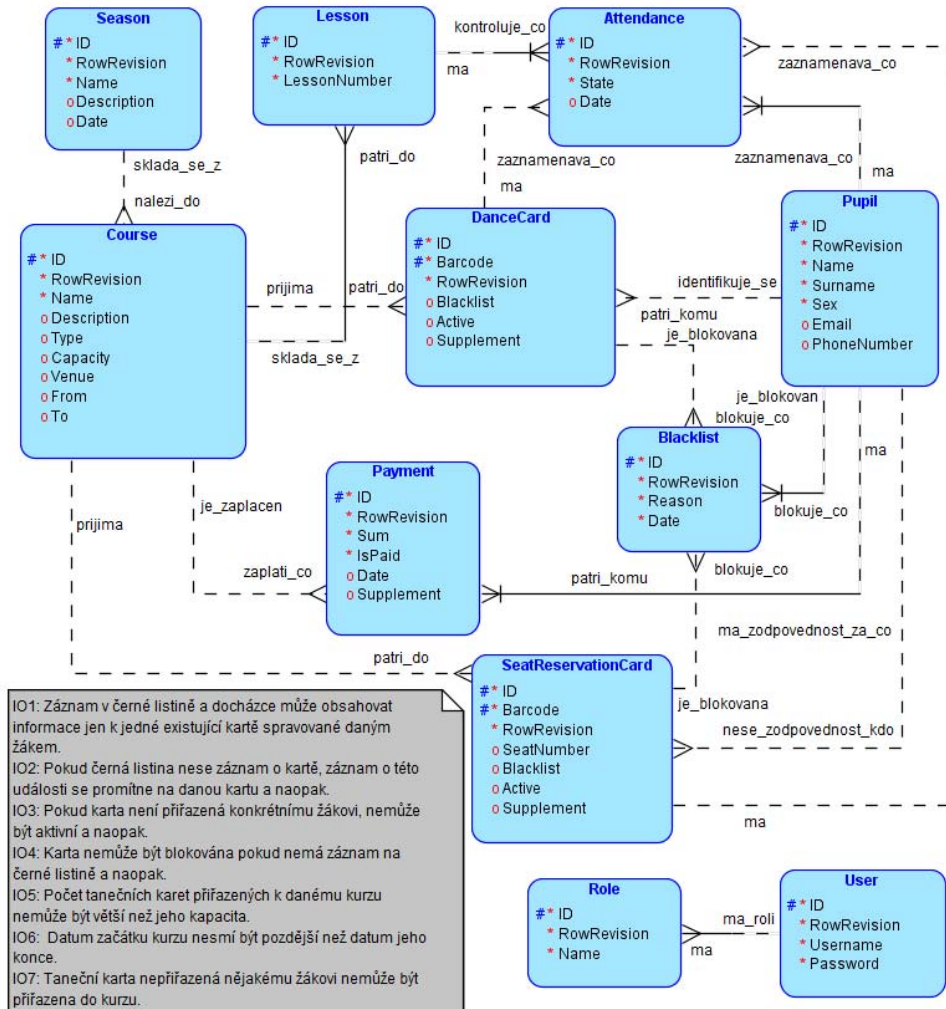 Season
# * ID
* RowRevision
* Name
o Description
o Date
Lesson
# * ID
* RowRevision
* LessonNumber
kontroluje_co
ma
Attendance
# * ID
* RowRevision
* State
o Date
zaznamenava_co
sklada_se_z
nalezi_do
patri_do
zaznamenava_co
ma
zaznamenava_co
ma
Course
# * ID
* RowRevision
* Name
o Description
o Type
o Capacity
o Venue
o From
o To
prijima
patri_do
sklada_se_z
DanceCard
# * ID
# * Barcode
* RowRevision
o Blacklist
o Active
o Supplement
identifikuje_se
patri_komu
je_blokovana
Pupil
# * ID
* RowRevision
* Name
* Surname
* Sex
o Email
o PhoneNumber
je_blokovan
blokuje_co
ma
Blacklist
# * ID
* RowRevision
* Reason
* Date
blokuje_co
blokuje_co
prijima
je_zaplacen
zaplati_co
Payment
# * ID
* RowRevision
* Sum
* IsPaid
o Date
o Supplement
patri_komu
ma_zodpovednost_za_co
patri_do
SeatReservationCard
# * ID
# * Barcode
* RowRevision
o SeatNumber
o Blacklist
o Active
o Supplement
je_blokovana
nese_zodpovednost_kdo
ma
IO1: Záznam v černé listině a docházce může obsahovat
informace jen k jedné existující kartě spravované daným
žákem.
IO2: Pokud černá listina nese záznam o kartě, záznam o této
události se promítne na danou kartu a naopak.
IO3: Pokud karta není přiřazená konkrétnímu žákovi, nemůže
být aktivní a naopak.
IO4: Karta nemůže být blokována pokud nemá záznam na
černé listině a naopak.
IO5: Počet tanečních karet přiřazených k danému kurzu
nemůže být větší než jeho kapacita.
IO6: Datum začátku kurzu nesmí být pozdější než datum jeho
konce.
IO7: Taneční karta nepřiřazená nějakému žákovi nemůže být
přiřazena do kurzu.
Role
# * ID
* RowRevision
* Name
ma_roli
ma
User
# * ID
* RowRevision
* Username
* Password